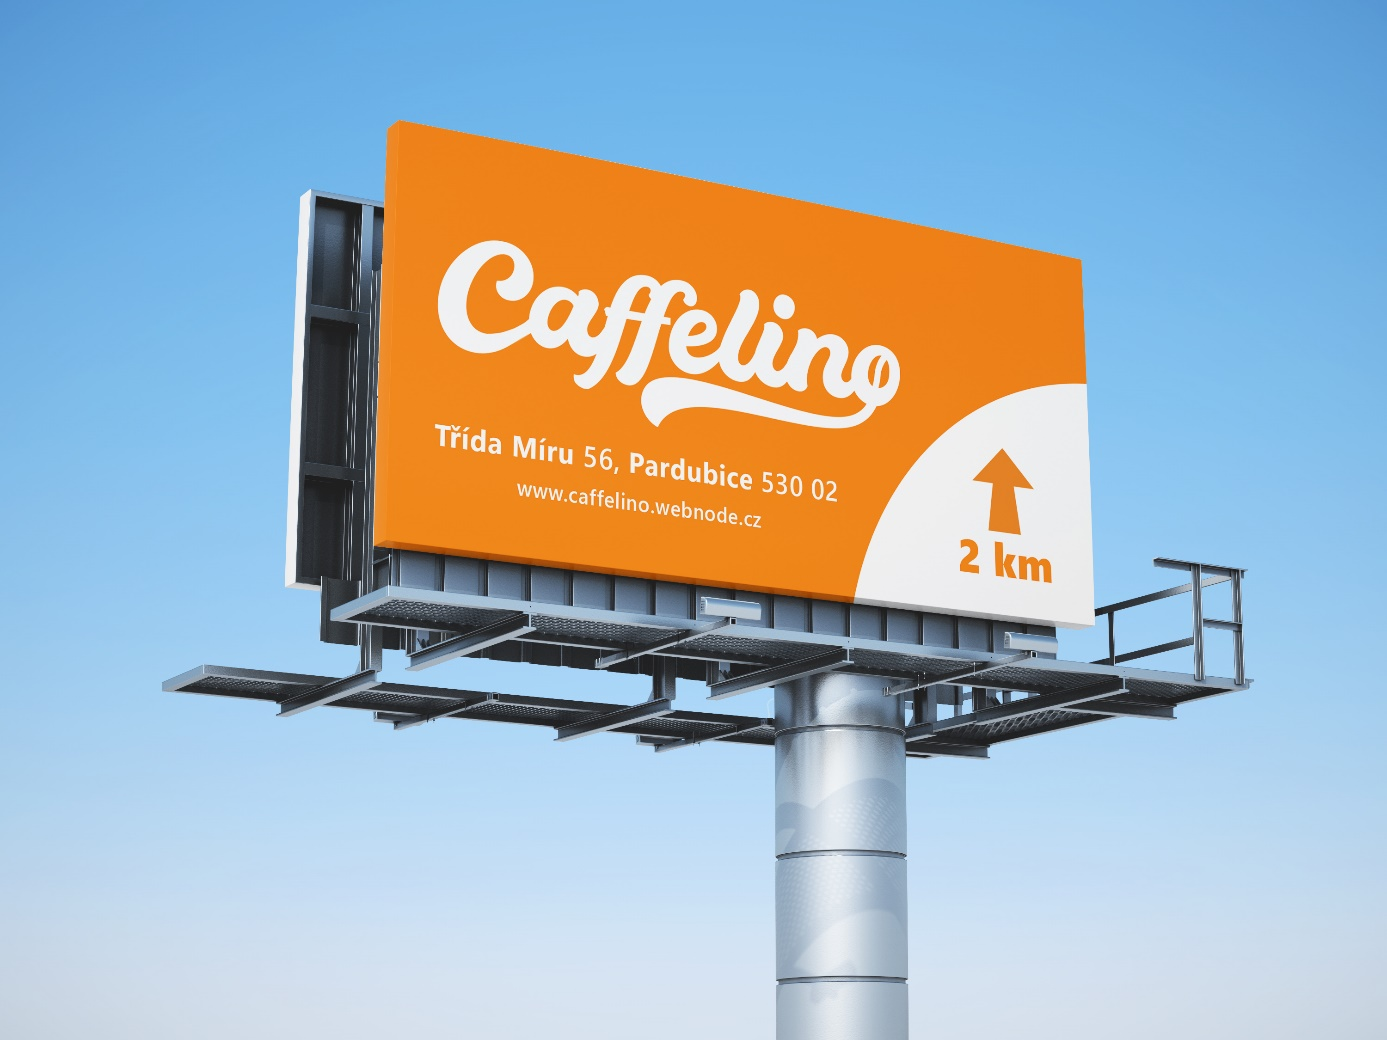 Caffelino
Třída Míru 56, Pardubice 530 02
www.caffelino.webnode.cz
2 km